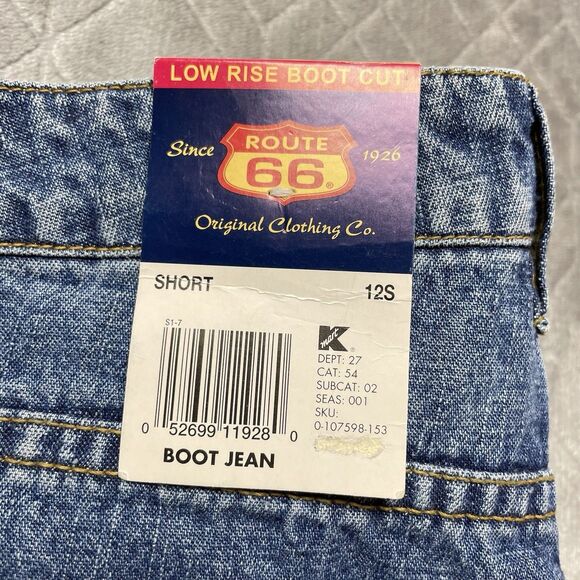 LOW RISE BOOT CUT
Since ROUTE 1926
66®
Original Clothing Co.
SHORT 12S
S1-7
K
mart ®
DEPT: 27
CAT: 54
SUBCAT: 02
SEAS: 001
SKU:
0-107598-153
0 52699 11928 0
BOOT JEAN